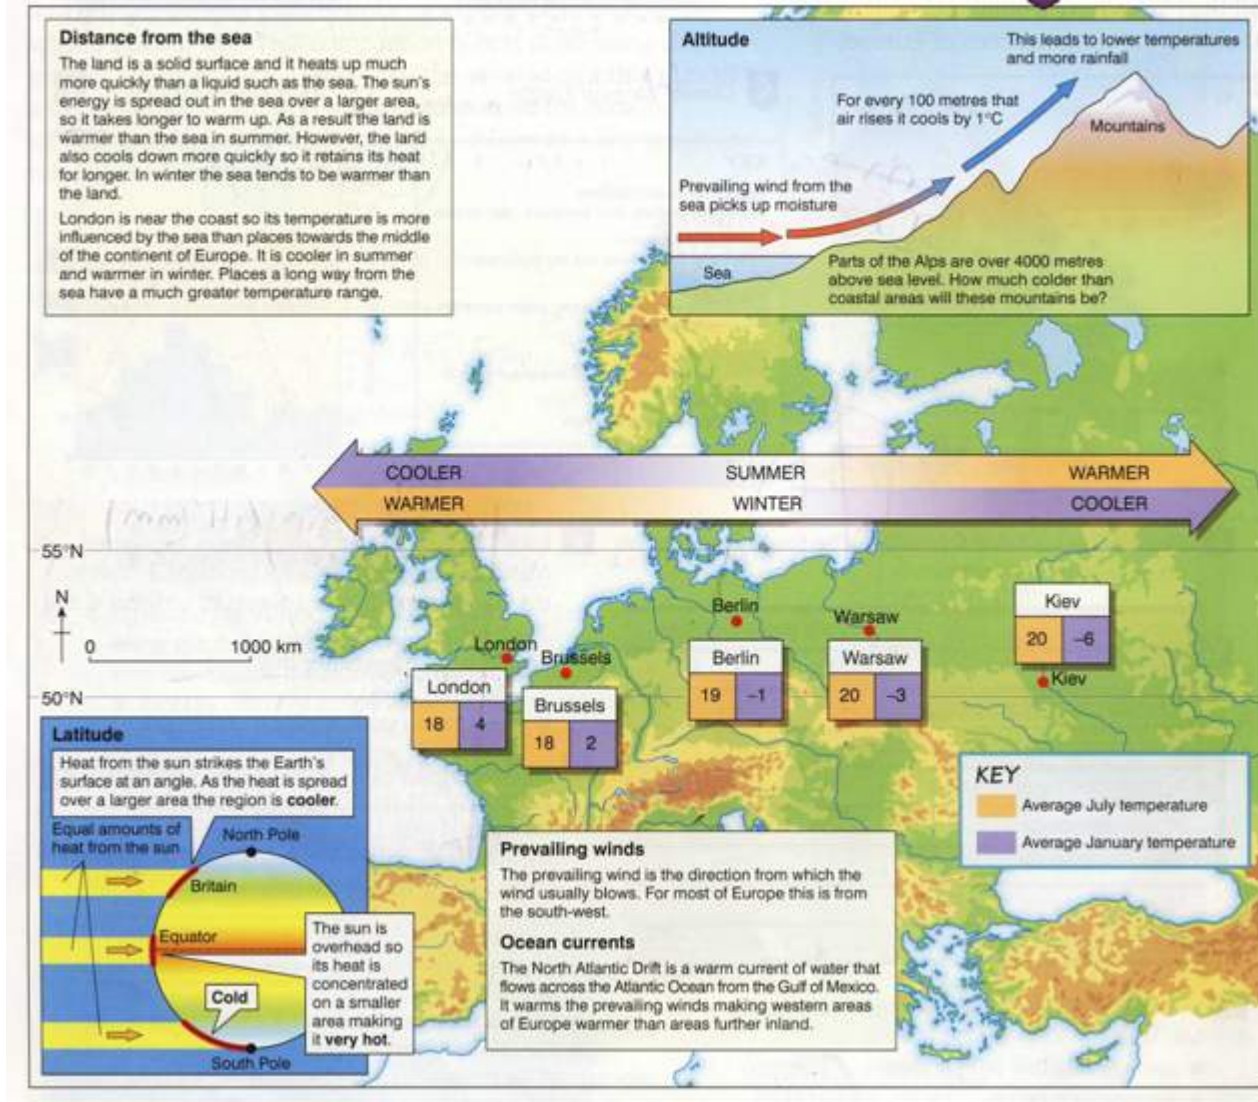 Distance from the sea
The land is a solid surface and it heats up much
more quickly than a liquid such as the sea. The sun's
energy is spread out in the sea over a larger area,
so it takes longer to warm up. As a result the land is
warmer than the sea in summer. However, the land
also cools down more quickly so it retains its heat
for longer. In winter the sea tends to be warmer than
the land.
London is near the coast so its temperature is more
influenced by the sea than places towards the middle
of the continent of Europe. It is cooler in summer
and warmer in winter. Places a long way from the
sea have a much greater temperature range.
Altitude
This leads to lower temperatures
and more rainfall
For every 100 metres that
air rises it cools by 1°C
Mountains
Prevailing wind from the
sea picks up moisture
Sea
Parts of the Alps are over 4000 metres
above sea level. How much colder than
coastal areas will these mountains be?
COOLER SUMMER WARMER
WARMER WINTER COOLER
55°N
N
0 1000 km
50°N
London
London
18 4
Brussels
Brussels
18 2
Berlin
Berlin
19 –1
Warsaw
Warsaw
20 –3
Kiev
20 –6
Kiev
KEY
Average July temperature
Average January temperature
Latitude
Heat from the sun strikes the Earth's
surface at an angle. As the heat is spread
over a larger area the region is cooler.
Equal amounts of
heat from the sun
North Pole
Britain
Equator
The sun is
overhead so
its heat is
concentrated
on a smaller
area making
it very hot.
Cold
South Pole
Prevailing winds
The prevailing wind is the direction from which the
wind usually blows. For most of Europe this is from
the south-west.
Ocean currents
The North Atlantic Drift is a warm current of water that
flows across the Atlantic Ocean from the Gulf of Mexico.
It warms the prevailing winds making western areas
of Europe warmer than areas further inland.